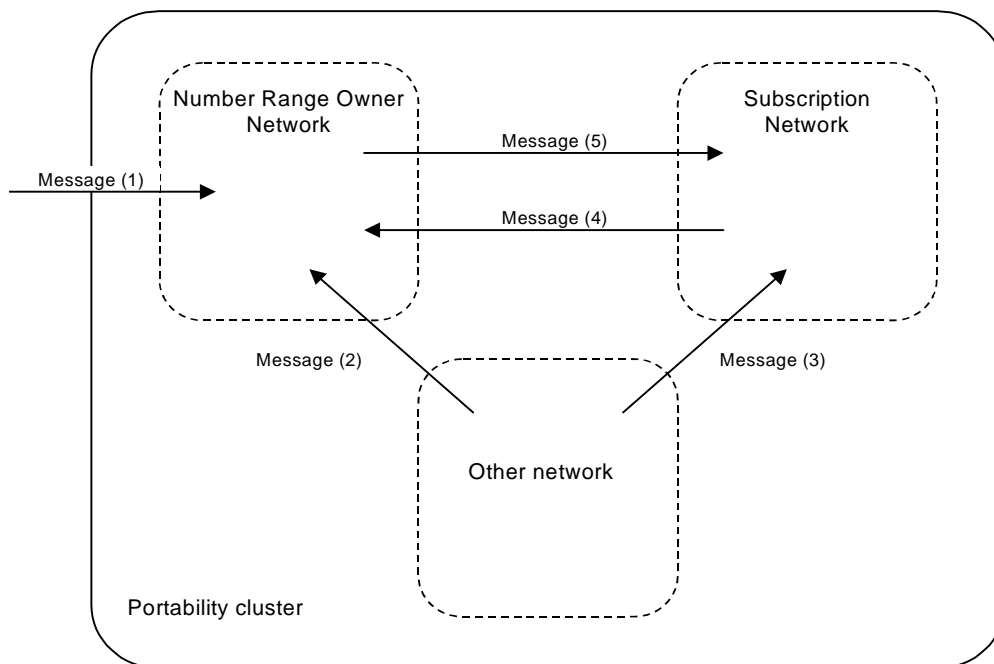 Number Range Owner
Network
Subscription
Network
Message (5)
Message (1)
Message (4)
Message (2)
Message (3)
Other network
Portability cluster